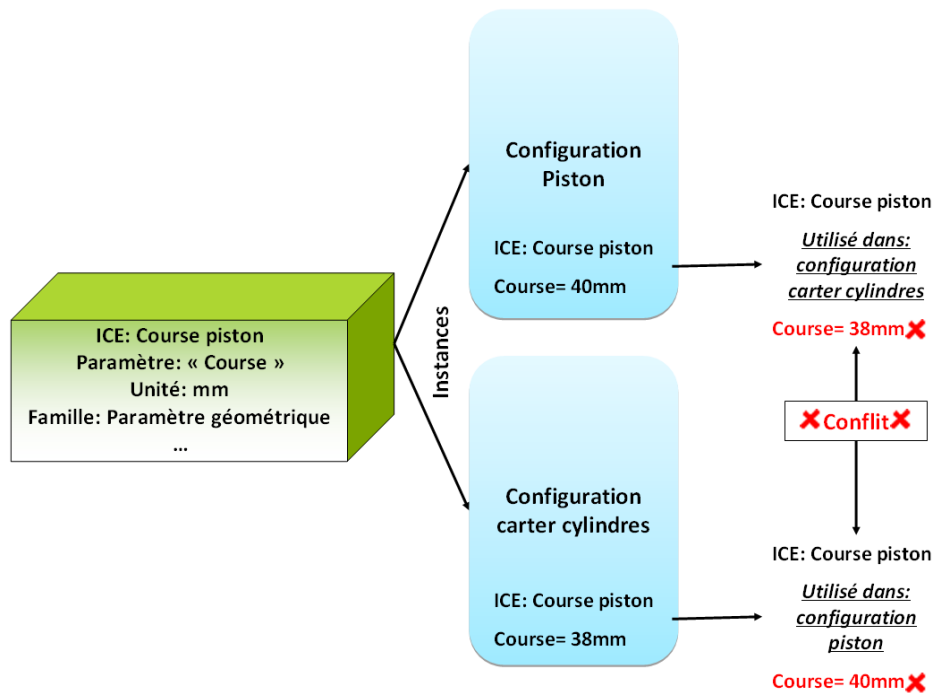 ICE: Course piston
Paramètre: « Course »
Unité: mm
Famille: Paramètre géométrique
...
Instances
Configuration
Piston
ICE: Course piston
Course= 40mm
ICE: Course piston
Utilisé dans:
configuration
carter cylindres
Course= 38mm
Conflit
Configuration
carter cylindres
ICE: Course piston
Course= 38mm
ICE: Course piston
Utilisé dans:
configuration
piston
Course= 40mm